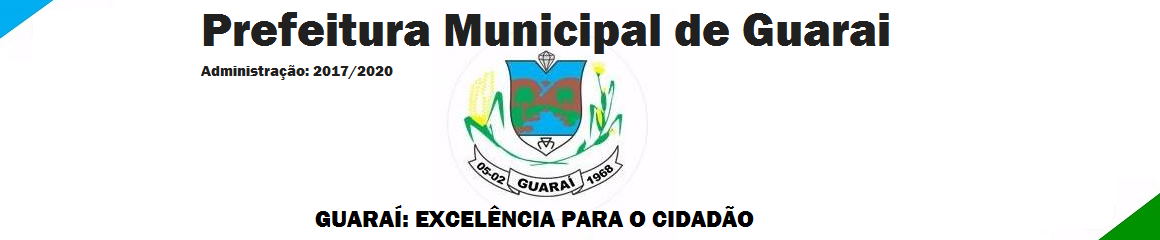 Prefeitura Municipal de Guarai
Administração: 2017/2020
05-02 GUARAÍ 1968
GUARAÍ: EXCELÊNCIA PARA O CIDADÃO